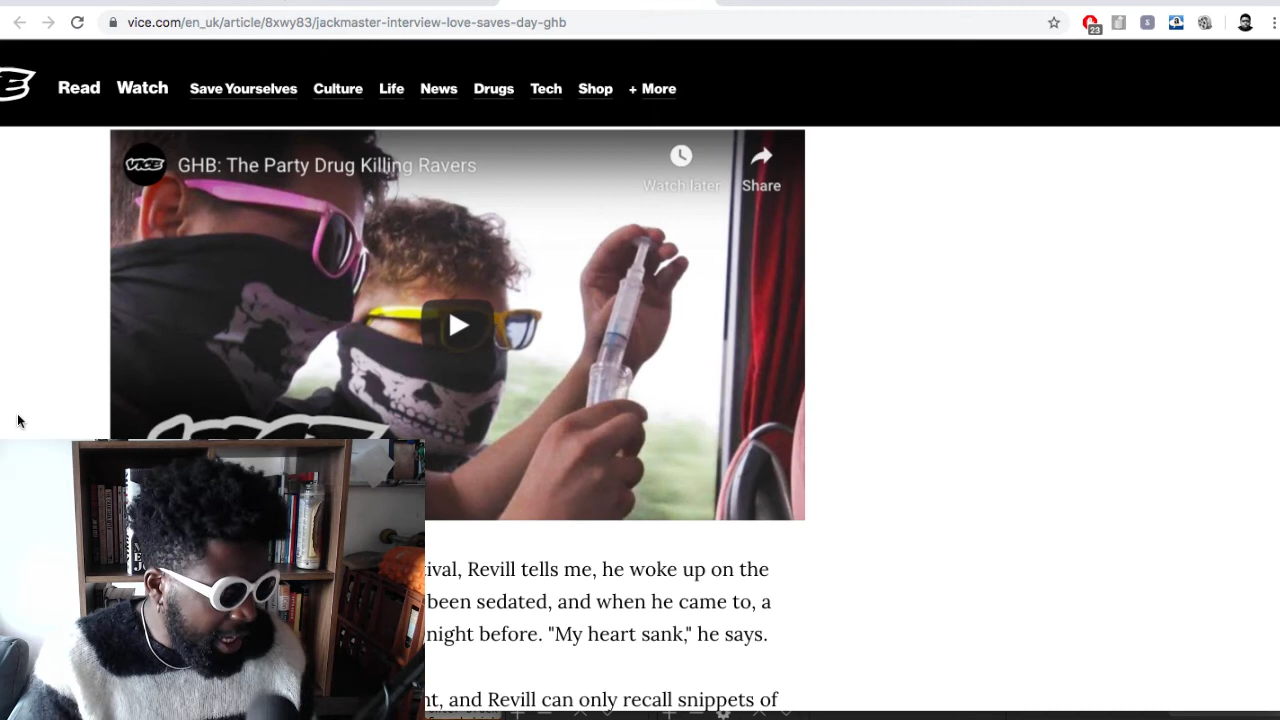 vice.com/en_uk/article/8xwy83/jackmaster-interview-love-saves-day-ghb
23
Read Watch Save Yourselves Culture Life News Drugs Tech Shop + More
VICE GHB: The Party Drug Killing Ravers
Watch later Share
tival, Revill tells me, he woke up on the
been sedated, and when he came to, a
night before. "My heart sank," he says.
nt, and Revill can only recall snippets of